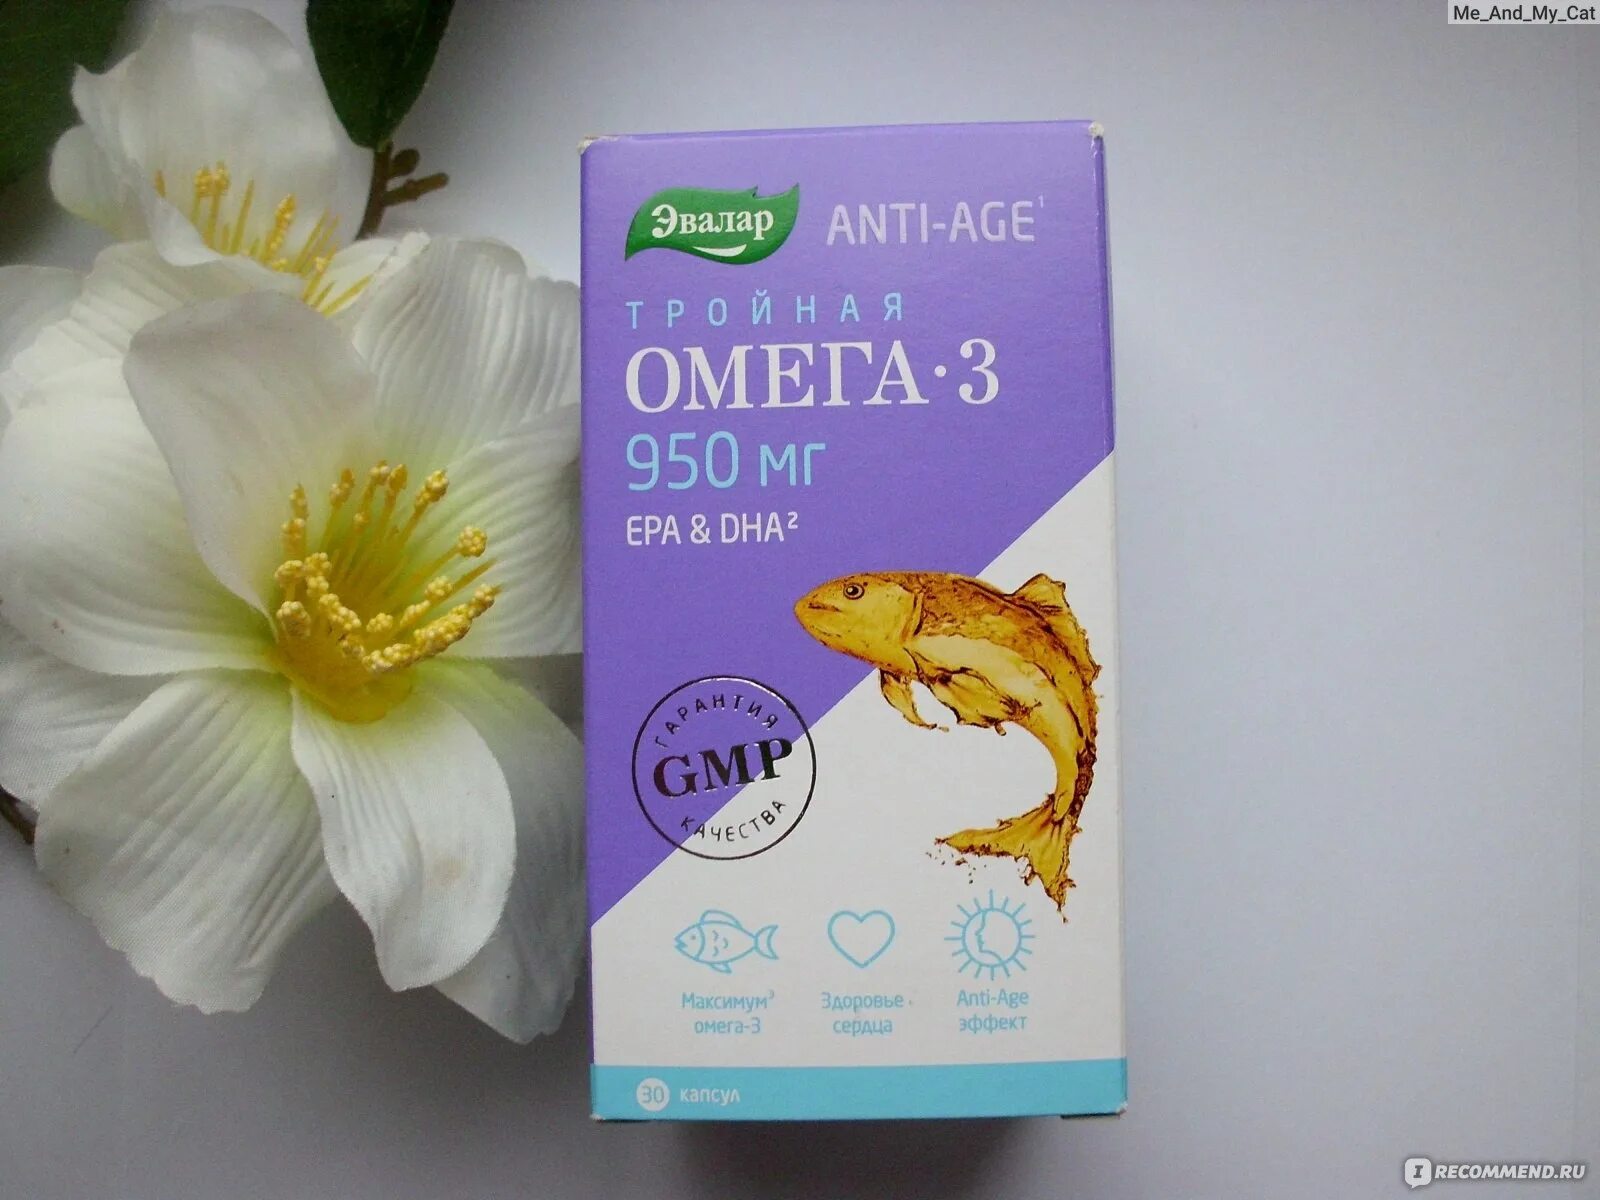 Me_And_My_Cat
Эвалар
ANTI-AGE¹
ТРОЙНАЯ
ОМЕГА·3
950 мг
EPA & DHA²
ГАРАНТИЯ
GMP
КАЧЕСТВА
Максимум³
омега-3
Здоровье
сердца
Anti-Age
эффект
30 капсул
IRECOMMEND.RU